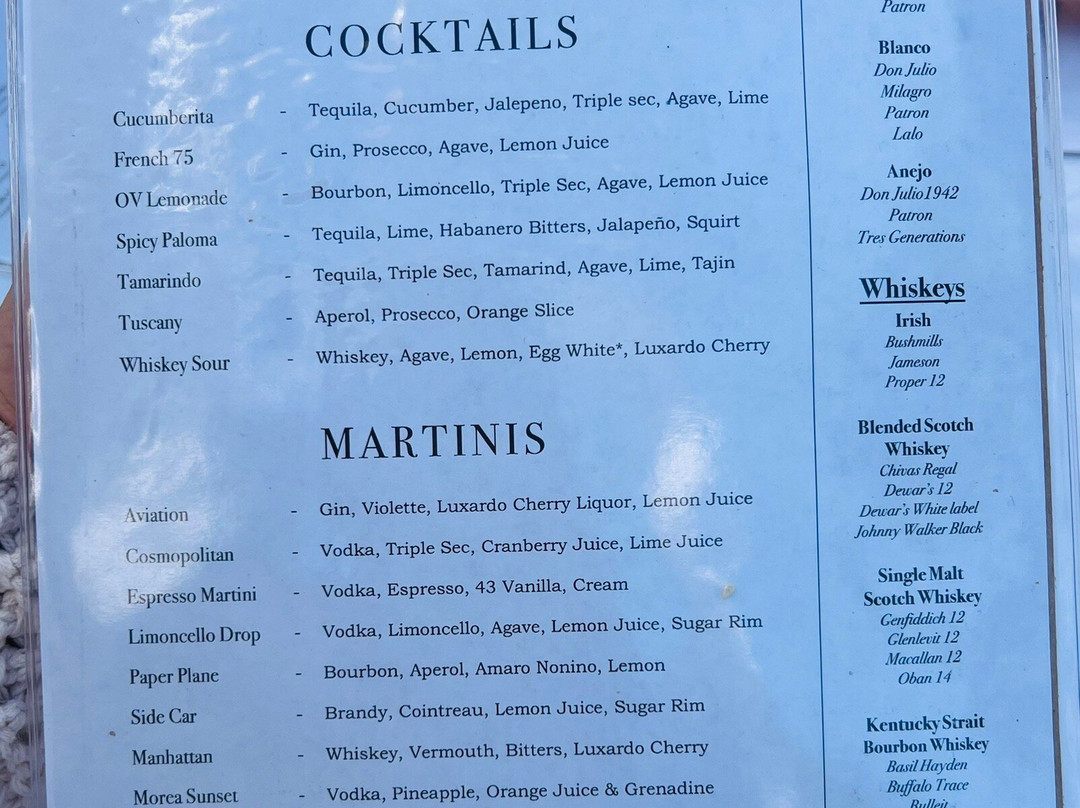 COCKTAILS
Cucumberita - Tequila, Cucumber, Jalepeno, Triple sec, Agave, Lime
French 75 - Gin, Prosecco, Agave, Lemon Juice
OV Lemonade - Bourbon, Limoncello, Triple Sec, Agave, Lemon Juice
Spicy Paloma - Tequila, Lime, Habanero Bitters, Jalapeño, Squirt
Tamarindo - Tequila, Triple Sec, Tamarind, Agave, Lime, Tajin
Tuscany - Aperol, Prosecco, Orange Slice
Whiskey Sour - Whiskey, Agave, Lemon, Egg White*, Luxardo Cherry
MARTINIS
Aviation - Gin, Violette, Luxardo Cherry Liquor, Lemon Juice
Cosmopolitan - Vodka, Triple Sec, Cranberry Juice, Lime Juice
Espresso Martini - Vodka, Espresso, 43 Vanilla, Cream
Limoncello Drop - Vodka, Limoncello, Agave, Lemon Juice, Sugar Rim
Paper Plane - Bourbon, Aperol, Amaro Nonino, Lemon
Side Car - Brandy, Cointreau, Lemon Juice, Sugar Rim
Manhattan - Whiskey, Vermouth, Bitters, Luxardo Cherry
Morea Sunset - Vodka, Pineapple, Orange Juice & Grenadine
Patron
Blanco
Don Julio
Milagro
Patron
Lalo
Anejo
Don Julio1942
Patron
Tres Generations
Whiskeys
Irish
Bushmills
Jameson
Proper 12
Blended Scotch
Whiskey
Chivas Regal
Dewar's 12
Dewar's White label
Johnny Walker Black
Single Malt
Scotch Whiskey
Genfiddich 12
Glenlevit 12
Macallan 12
Oban 14
Kentucky Strait
Bourbon Whiskey
Basil Hayden
Buffalo Trace
Bulleit